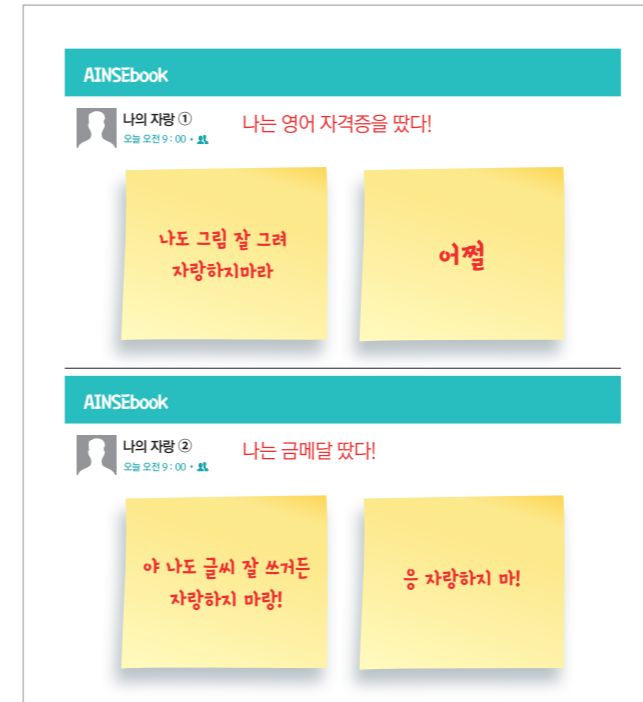 AINSEbook
나의 자랑 ①
나는 영어 자격증을 땄다!
오늘 오전 9 : 00 •
나도 그림 잘 그려
자랑하지마라
어쩔
AINSEbook
나의 자랑 ②
나는 금메달 땄다!
오늘 오전 9 : 00 •
야 나도 글씨 잘 쓰거든
자랑하지 마랑!
응 자랑하지 마!